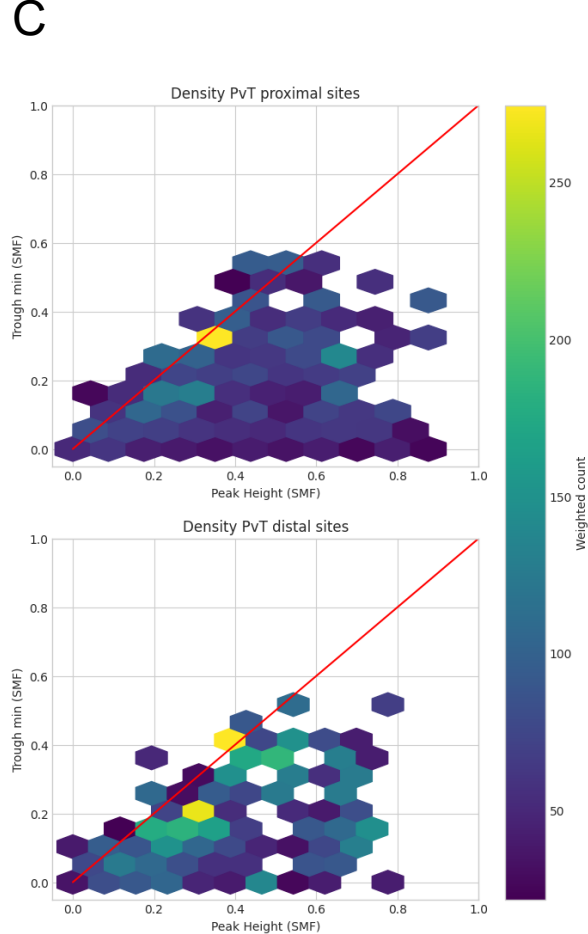 C
Density PvT proximal sites
1.0
0.8
0.6
0.4
0.2
0.0
Trough min (SMF)
0.0 0.2 0.4 0.6 0.8 1.0
Peak Height (SMF)
Density PvT distal sites
1.0
0.8
0.6
0.4
0.2
0.0
Trough min (SMF)
0.0 0.2 0.4 0.6 0.8 1.0
Peak Height (SMF)
250
200
150
100
50
Weighted count